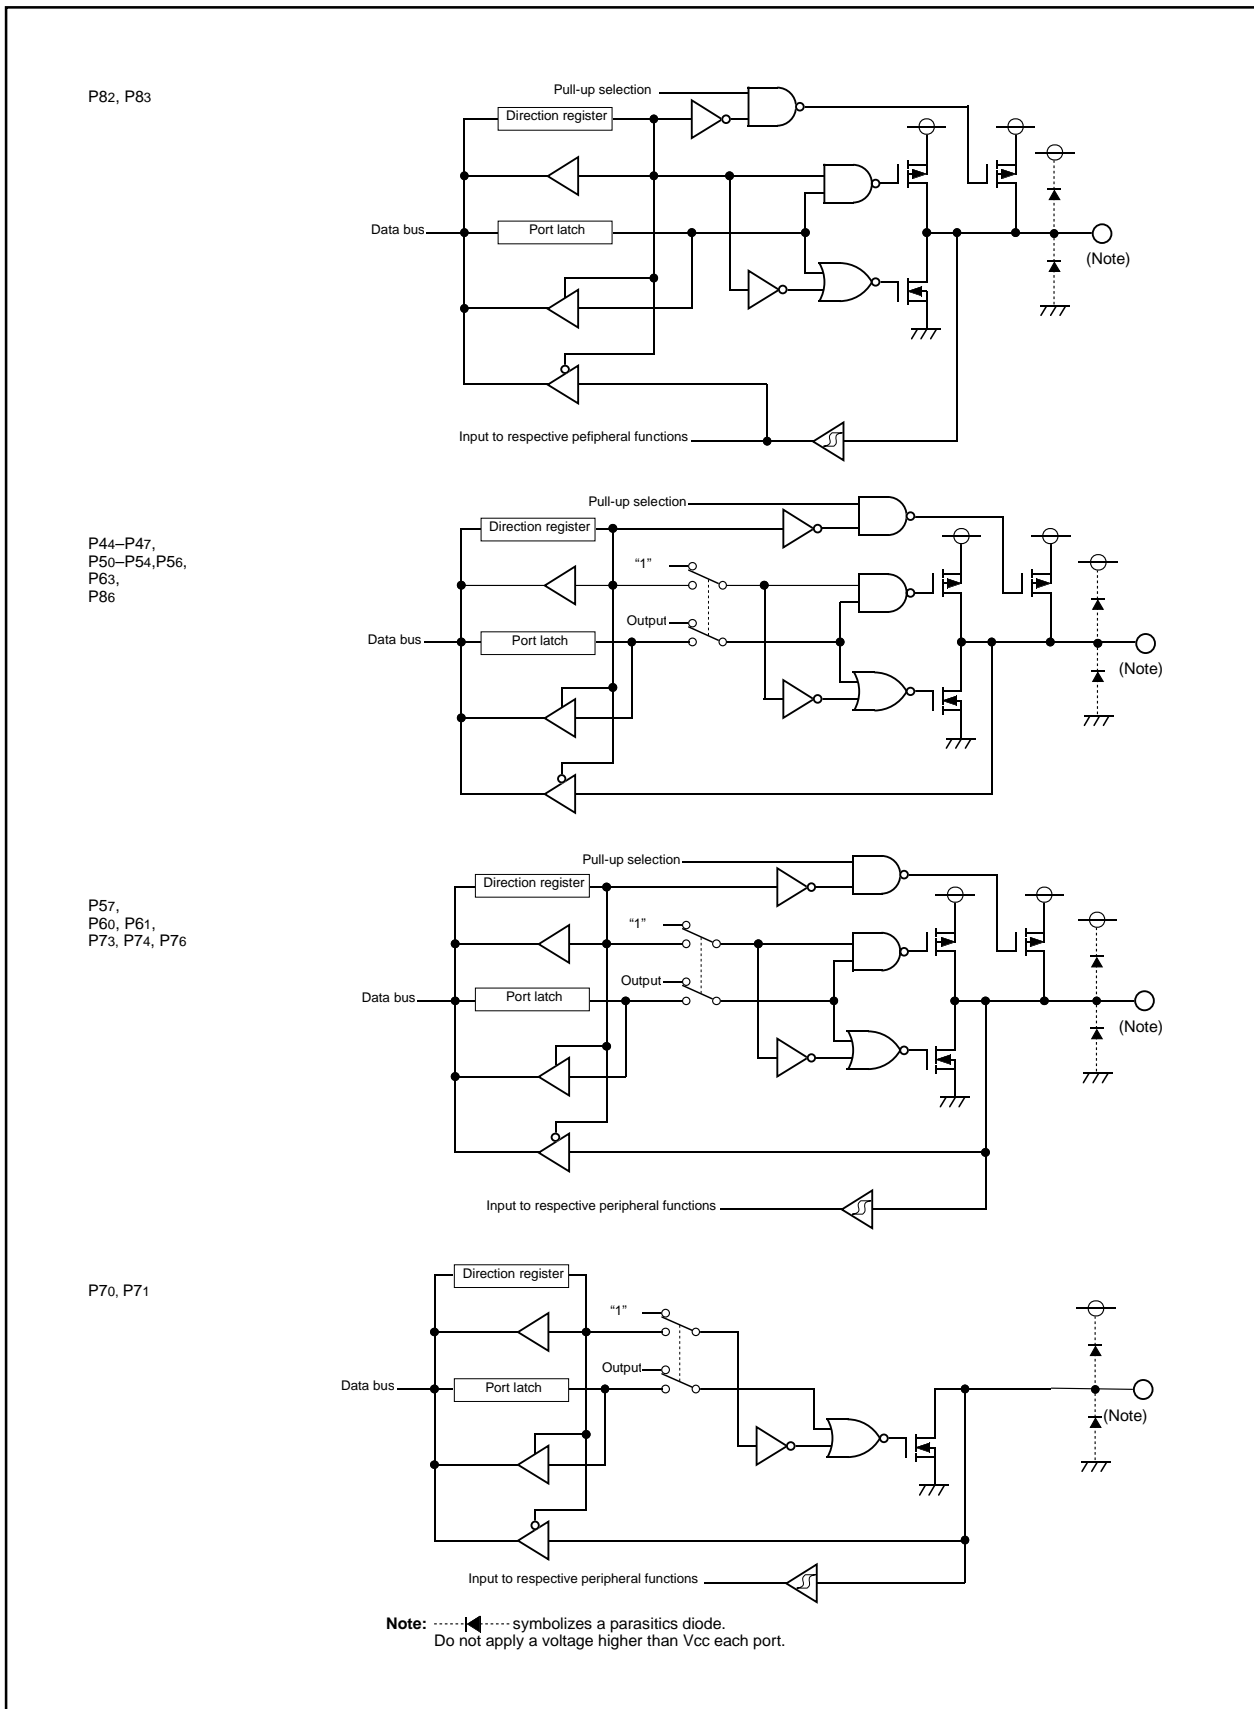 P82, P83
Pull-up selection
Direction register
Data bus
Port latch
(Note)
Input to respective pefipheral functions
P44–P47,
P50–P54,P56,
P63,
P86
Pull-up selection
Direction register
“1”
Output
Data bus
Port latch
(Note)
P57,
P60, P61,
P73, P74, P76
Pull-up selection
Direction register
“1”
Output
Data bus
Port latch
(Note)
Input to respective peripheral functions
P70, P71
Direction register
“1”
Output
Data bus
Port latch
(Note)
Input to respective peripheral functions
Note: symbolizes a parasitics diode.
Do not apply a voltage higher than Vcc each port.